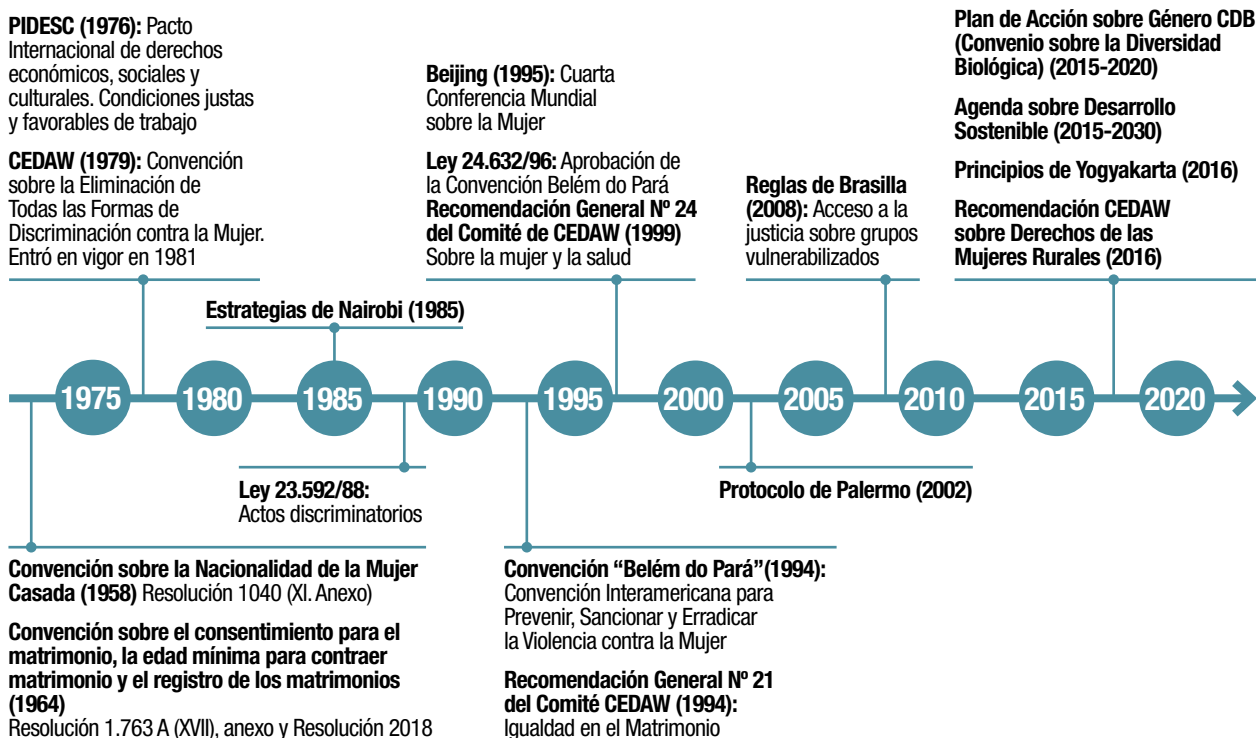 PIDESC (1976): Pacto
Internacional de derechos
económicos, sociales y
culturales. Condiciones justas
y favorables de trabajo
CEDAW (1979): Convención
sobre la Eliminación de
Todas las Formas de
Discriminación contra la Mujer.
Entró en vigor en 1981
Beijing (1995): Cuarta
Conferencia Mundial
sobre la Mujer
Ley 24.632/96: Aprobación de
la Convención Belém do Pará
Recomendación General Nº 24
del Comité de CEDAW (1999)
Sobre la mujer y la salud
Reglas de Brasilla
(2008): Acceso a la
justicia sobre grupos
vulnerabilizados
Plan de Acción sobre Género CDB
(Convenio sobre la Diversidad
Biológica) (2015-2020)
Agenda sobre Desarrollo
Sostenible (2015-2030)
Principios de Yogyakarta (2016)
Recomendación CEDAW
sobre Derechos de las
Mujeres Rurales (2016)
Estrategias de Nairobi (1985)
1975 1980 1985 1990 1995 2000 2005 2010 2015 2020
Ley 23.592/88:
Actos discriminatorios
Protocolo de Palermo (2002)
Convención sobre la Nacionalidad de la Mujer
Casada (1958) Resolución 1040 (XI. Anexo)
Convención sobre el consentimiento para el
matrimonio, la edad mínima para contraer
matrimonio y el registro de los matrimonios
(1964)
Resolución 1.763 A (XVII), anexo y Resolución 2018
Convención “Belém do Pará”(1994):
Convención Interamericana para
Prevenir, Sancionar y Erradicar
la Violencia contra la Mujer
Recomendación General Nº 21
del Comité CEDAW (1994):
Igualdad en el Matrimonio